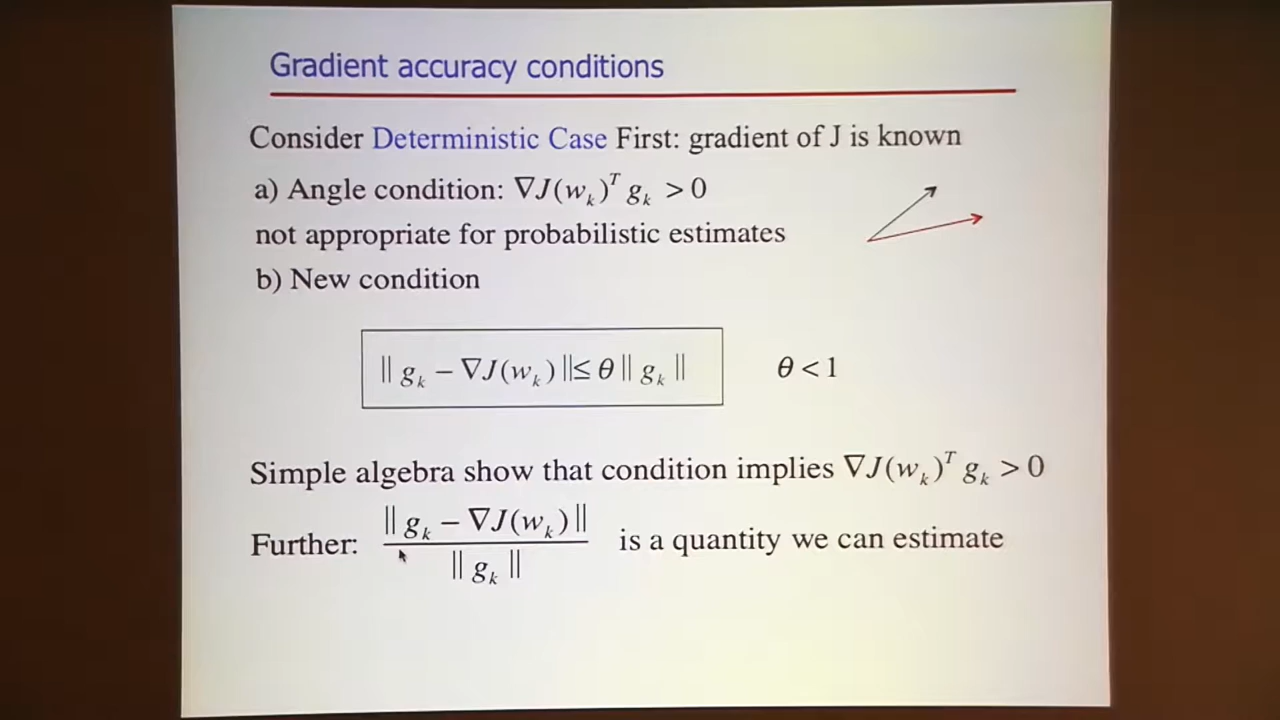 Gradient accuracy conditions
Consider Deterministic Case First: gradient of J is known
a) Angle condition: ∇J(w_k)^T g_k > 0
not appropriate for probabilistic estimates
b) New condition
|| g_k − ∇J(w_k) || ≤ θ || g_k || θ < 1
Simple algebra show that condition implies ∇J(w_k)^T g_k > 0
Further: || g_k − ∇J(w_k) || / || g_k || is a quantity we can estimate